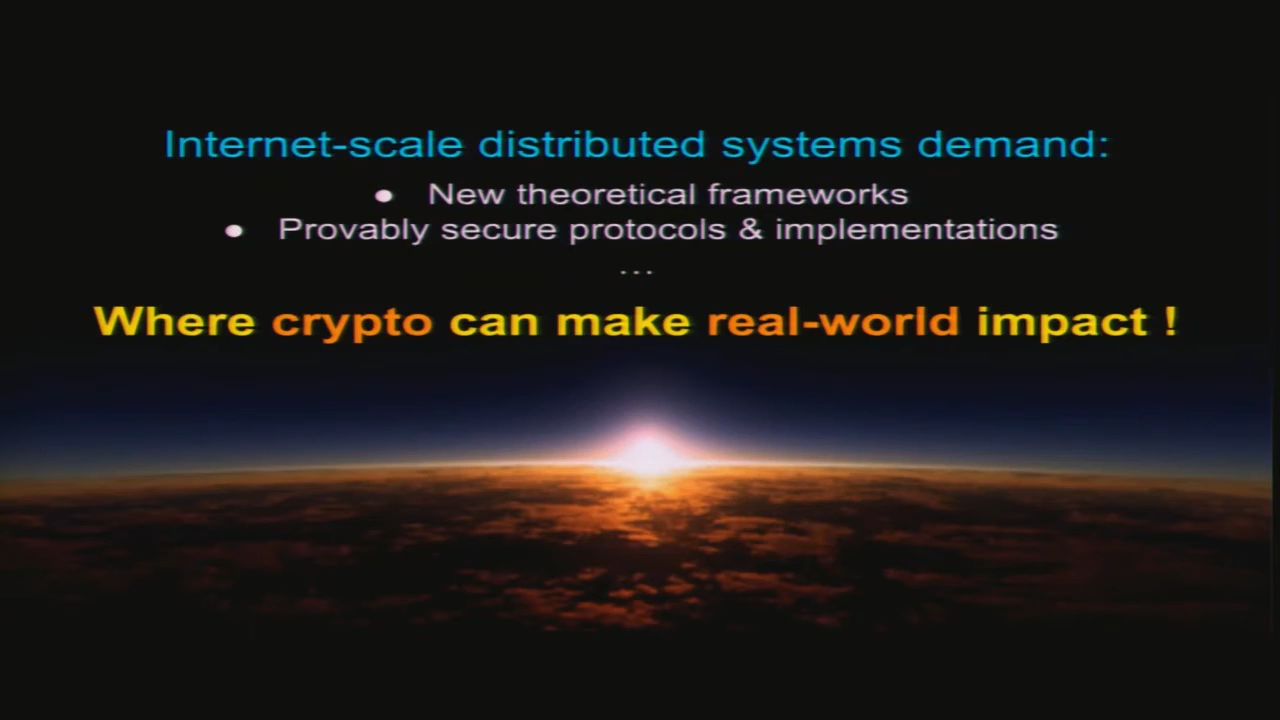 Internet-scale distributed systems demand:
● New theoretical frameworks
● Provably secure protocols & implementations
...
Where crypto can make real-world impact !